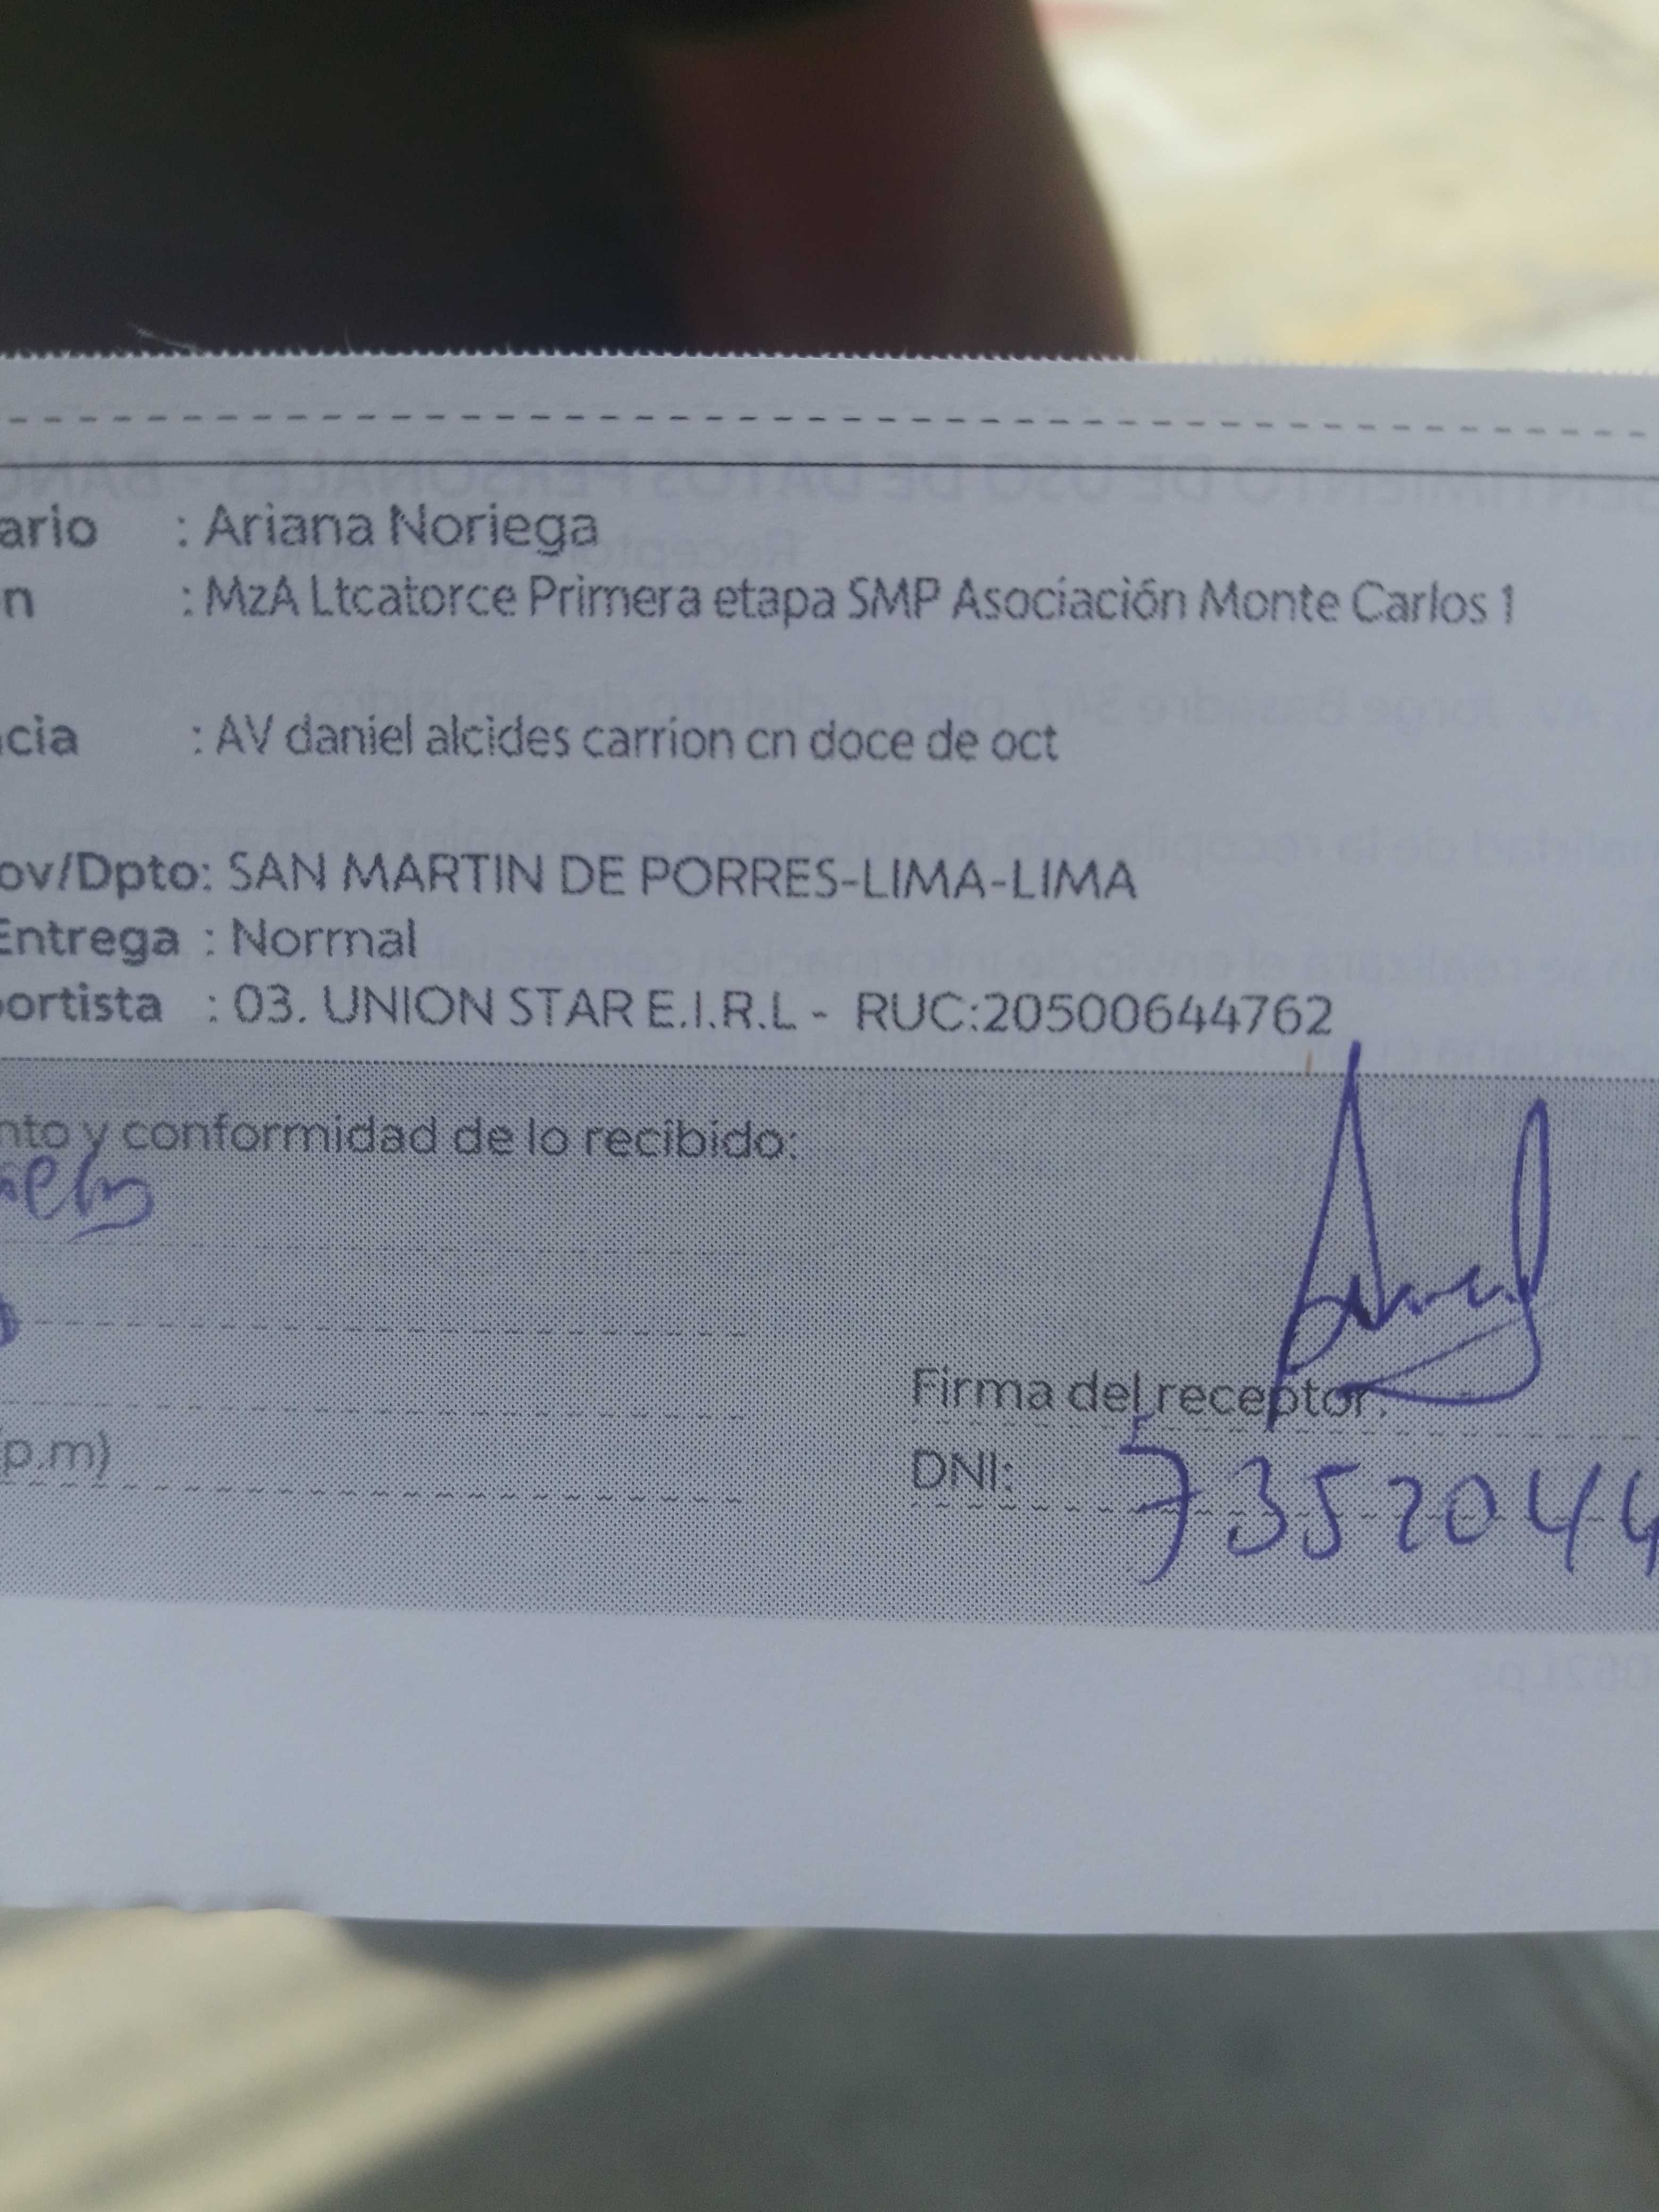 ario : Ariana Noriega
n : MzA Ltcatorce Primera etapa SMP Asociación Monte Carlos 1
cia : AV daniel alcides carrion cn doce de oct
ov/Dpto: SAN MARTIN DE PORRES-LIMA-LIMA
Entrega : Normal
ortista : 03. UNION STAR E.I.R.L - RUC:20500644762
nto y conformidad de lo recibido:
Firma del receptor:
p.m)
DNI: 7352044